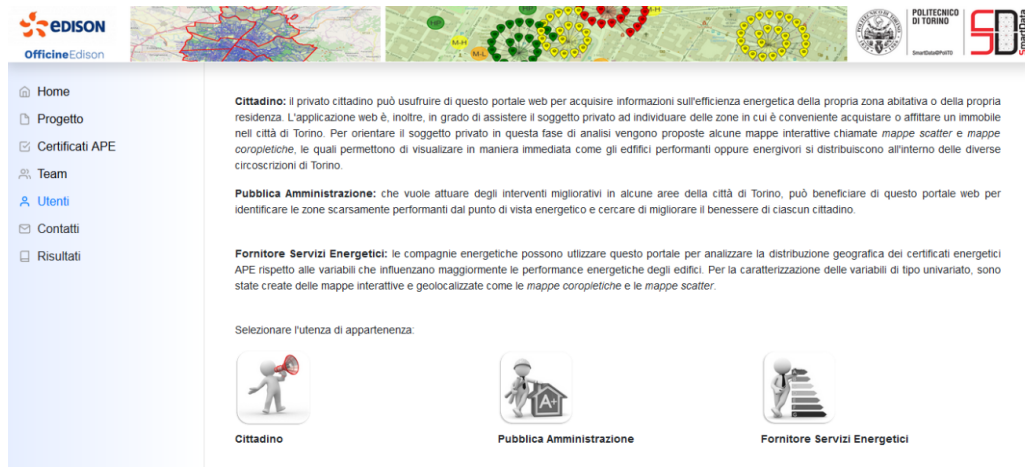 EDISON
OfficineEdison
HP
M-H
M-L
M-H
POLITECNICO
DI TORINO
SmartData@PoliTO
SD
SmartData
Home
Progetto
Certificati APE
Team
Utenti
Contatti
Risultati
Cittadino: il privato cittadino può usufruire di questo portale web per acquisire informazioni sull'efficienza energetica della propria zona abitativa o della propria
residenza. L'applicazione web è, inoltre, in grado di assistere il soggetto privato ad individuare delle zone in cui è conveniente acquistare o affittare un immobile
nell città di Torino. Per orientare il soggetto privato in questa fase di analisi vengono proposte alcune mappe interattive chiamate mappe scatter e mappe
coropletiche, le quali permettono di visualizzare in maniera immediata come gli edifici performanti oppure energivori si distribuiscono all'interno delle diverse
circoscrizioni di Torino.
Pubblica Amministrazione: che vuole attuare degli interventi migliorativi in alcune aree della città di Torino, può beneficiare di questo portale web per
identificare le zone scarsamente performanti dal punto di vista energetico e cercare di migliorare il benessere di ciascun cittadino.
Fornitore Servizi Energetici: le compagnie energetiche possono utlizzare questo portale per analizzare la distribuzione geografica dei certificati energetici
APE rispetto alle variabili che influenzano maggiormente le performance energetiche degli edifici. Per la caratterizzazione delle variabili di tipo univariato, sono
state create delle mappe interattive e geolocalizzate come le mappe coropletiche e le mappe scatter.
Selezionare l'utenza di appartenenza:
A+
Cittadino
Pubblica Amministrazione
Fornitore Servizi Energetici